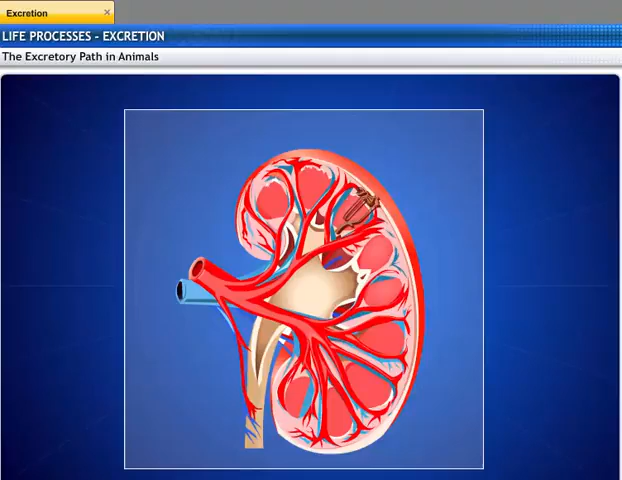 Excretion
LIFE PROCESSES - EXCRETION
The Excretory Path in Animals